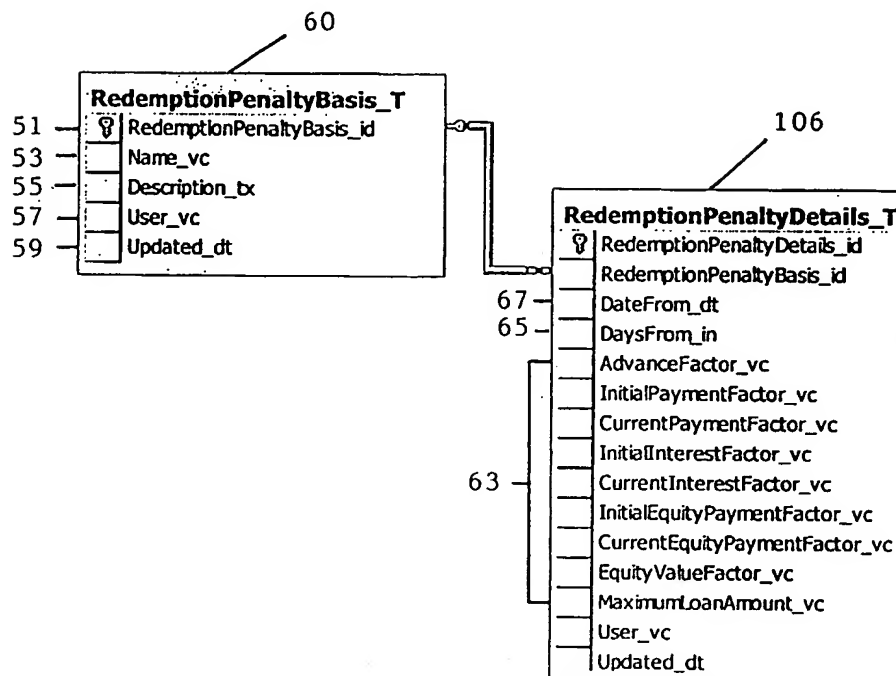 60
RedemptionPenaltyBasis_T
51 RedemptionPenaltyBasis_id
53 Name_vc
55 Description_tx
57 User_vc
59 Updated_dt
106
RedemptionPenaltyDetails_T
RedemptionPenaltyDetails_id
RedemptionPenaltyBasis_id
67 DateFrom_dt
65 DaysFrom_in
AdvanceFactor_vc
InitialPaymentFactor_vc
CurrentPaymentFactor_vc
InitialInterestFactor_vc
63 CurrentInterestFactor_vc
InitialEquityPaymentFactor_vc
CurrentEquityPaymentFactor_vc
EquityValueFactor_vc
MaximumLoanAmount_vc
User_vc
Updated_dt